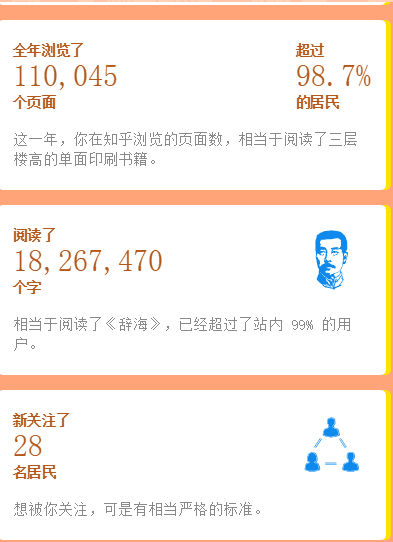 全年浏览了 超过
110,045 98.7%
个页面 的居民
这一年，你在知乎浏览的页面数，相当于阅读了三层
楼高的单面印刷书籍。
阅读了
18,267,470
个字
相当于阅读了《辞海》，已经超过了站内 99% 的用
户。
新关注了
28
名居民
想被你关注，可是有相当严格的标准。